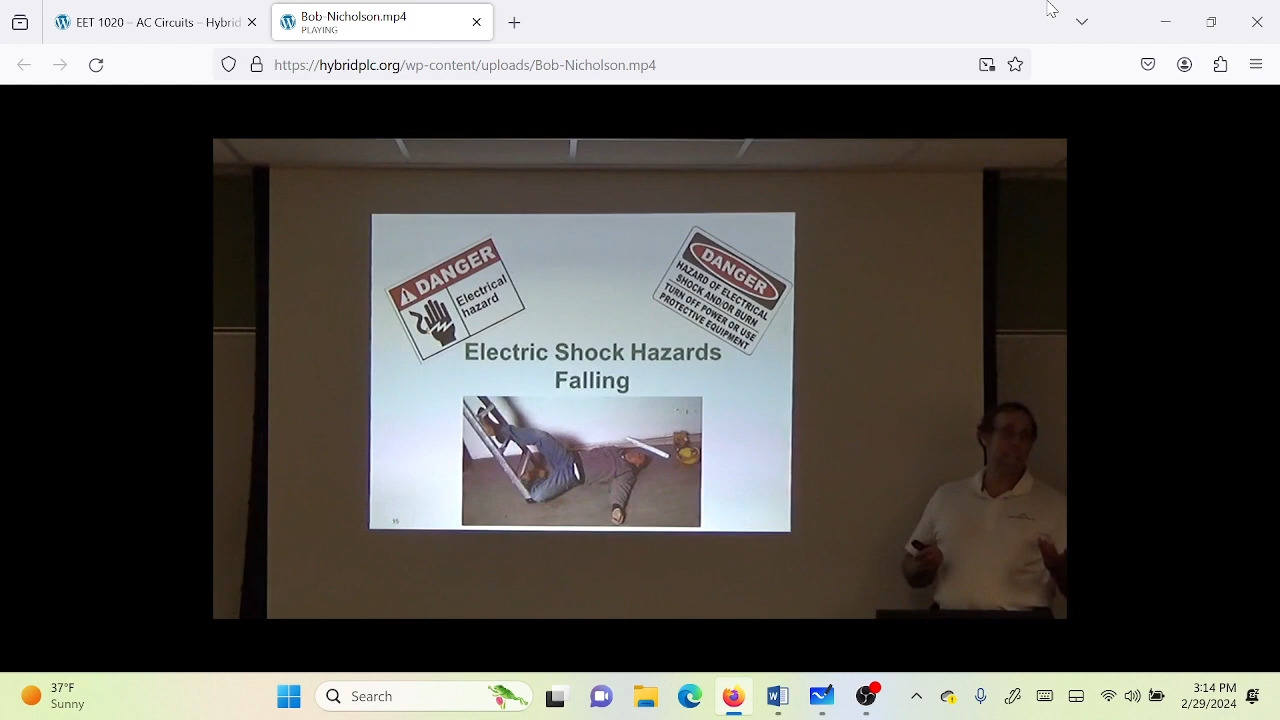 EET 1020 – AC Circuits – Hybrid
Bob-Nicholson.mp4
PLAYING
https://hybridplc.org/wp-content/uploads/Bob-Nicholson.mp4
DANGER
Electrical
hazard
DANGER
HAZARD OF ELECTRICAL
SHOCK AND/OR BURN
TURN OFF POWER OR USE
PROTECTIVE EQUIPMENT
Electric Shock Hazards
Falling
15
37°F
Sunny
Search
3:14 PM
2/29/2024